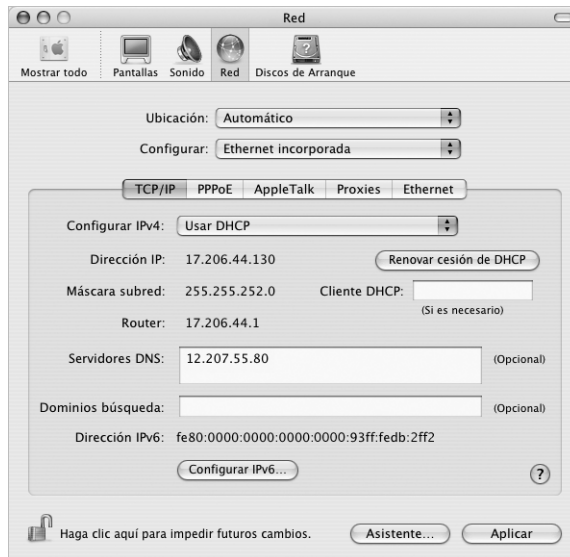 Red
Mostrar todo
Pantallas
Sonido
Red
Discos de Arranque
Ubicación: Automático
Configurar: Ethernet incorporada
TCP/IP PPPoE AppleTalk Proxies Ethernet
Configurar IPv4: Usar DHCP
Dirección IP: 17.206.44.130 Renovar cesión de DHCP
Máscara subred: 255.255.252.0 Cliente DHCP:
(Si es necesario)
Router: 17.206.44.1
Servidores DNS: 12.207.55.80 (Opcional)
Dominios búsqueda: (Opcional)
Dirección IPv6: fe80:0000:0000:0000:0000:93ff:fedb:2ff2
Configurar IPv6... ?
Haga clic aquí para impedir futuros cambios. Asistente... Aplicar